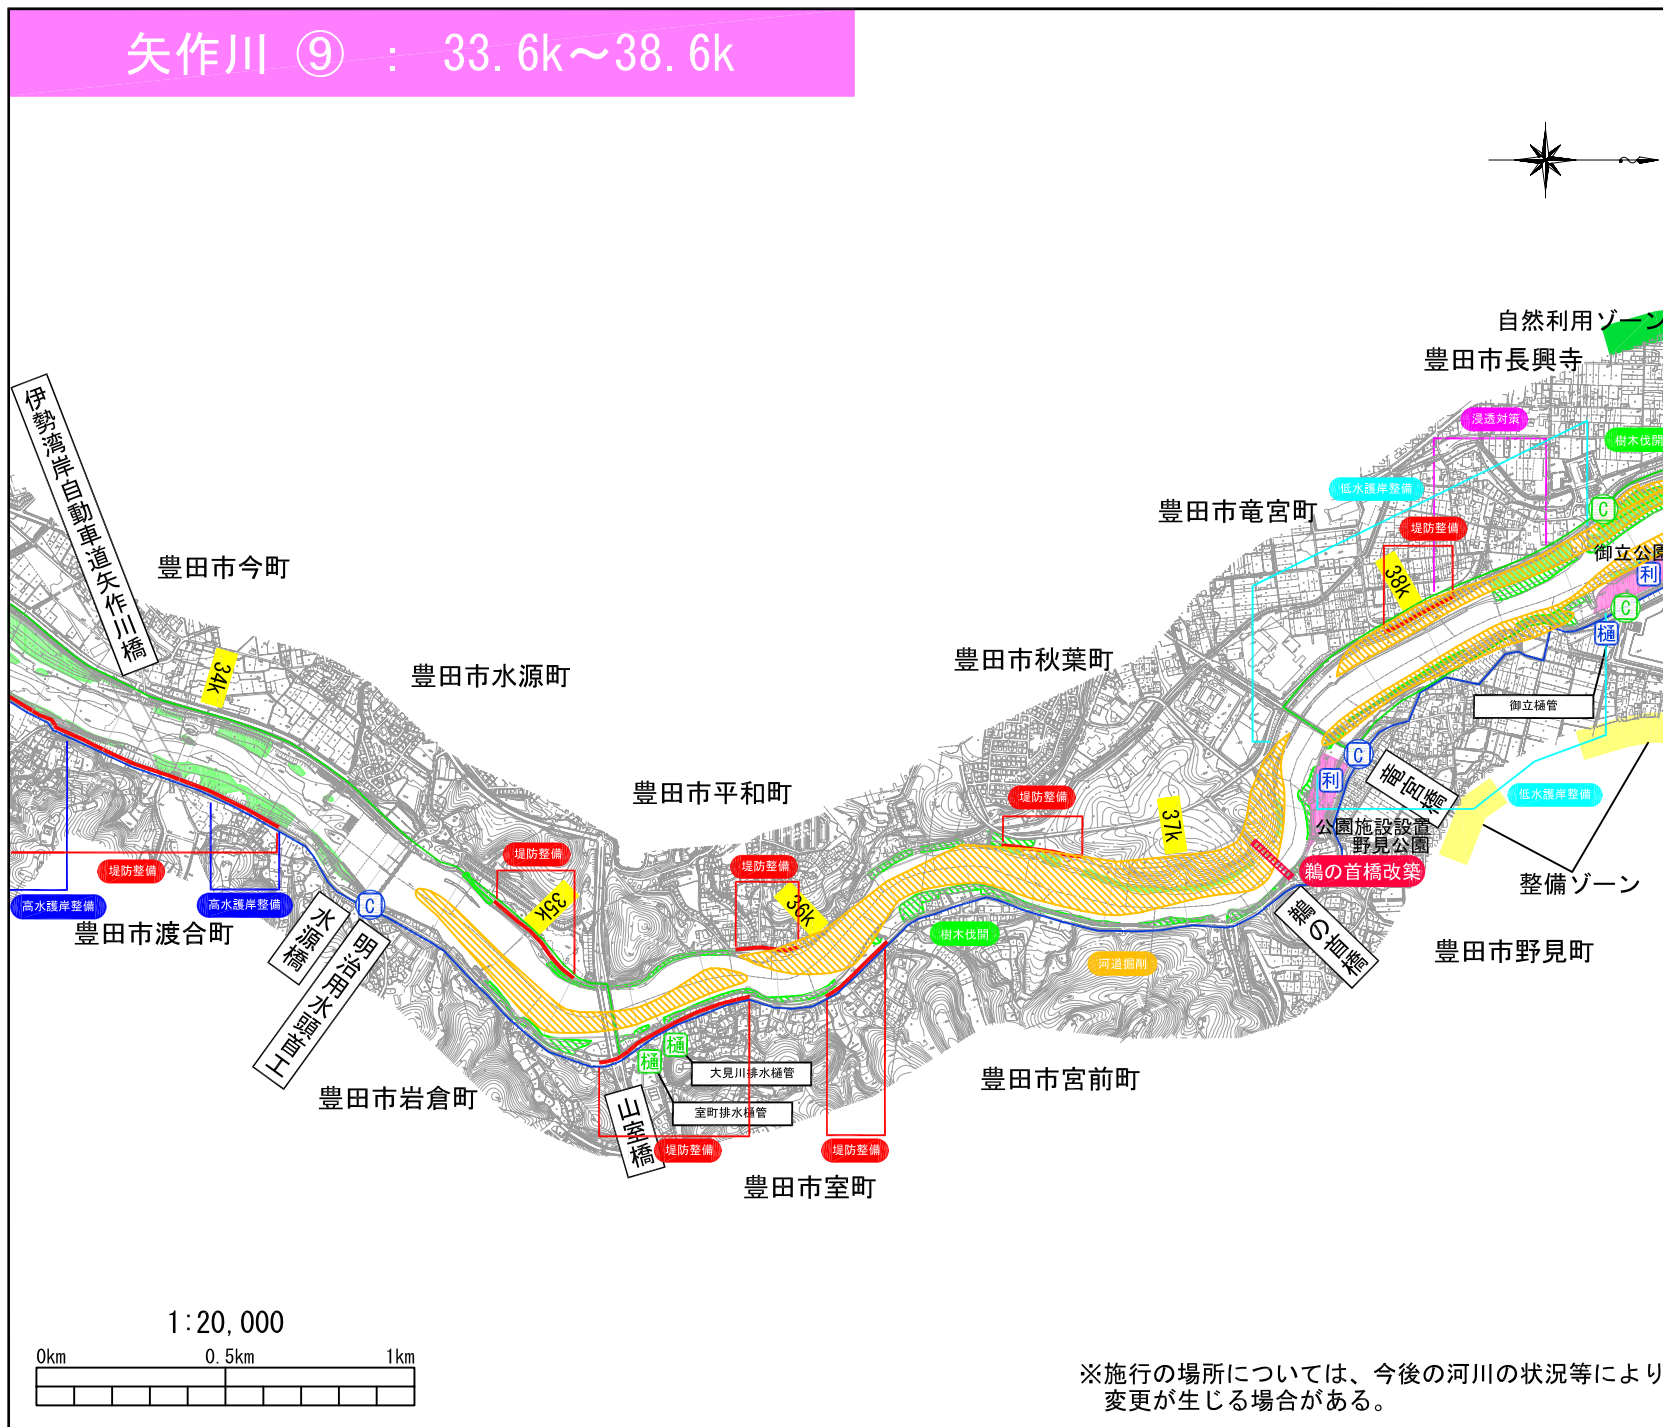 矢作川 ⑨ : 33.6k～38.6k
自然利用ゾーン
豊田市長興寺
浸透対策
樹木伐開
低水護岸整備
豊田市竜宮町
堤防整備
C
御立公園
38k
利
C
樋
伊勢湾岸自動車道矢作川橋
豊田市今町
34k
豊田市水源町
豊田市秋葉町
御立樋管
C
利
竜宮橋
豊田市平和町
堤防整備
37k
低水護岸整備
公園施設設置
野見公園
鵜の首橋改築
整備ゾーン
堤防整備
堤防整備
堤防整備
高水護岸整備
高水護岸整備
C
35k
36k
豊田市渡合町
水源橋
明治用水頭首工
樹木伐開
河道掘削
鵜の首橋
豊田市野見町
樋
樋
大見川排水樋管
室町排水樋管
豊田市岩倉町
豊田市宮前町
山室橋
堤防整備
堤防整備
豊田市室町
1:20,000
0km 0.5km 1km
※施行の場所については、今後の河川の状況等により
変更が生じる場合がある。